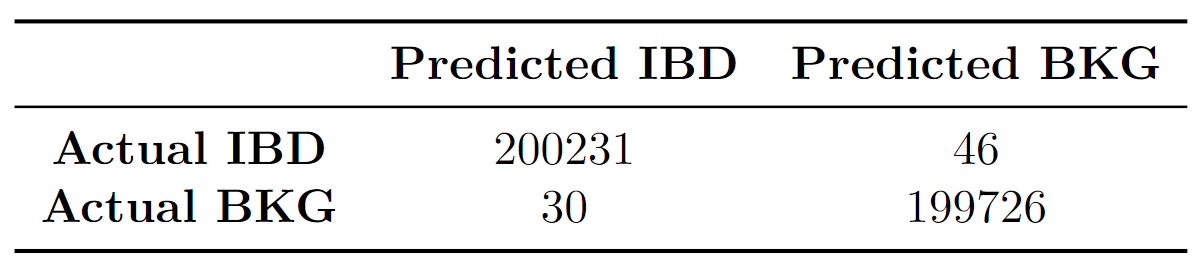 Predicted IBD Predicted BKG
Actual IBD 200231 46
Actual BKG 30 199726